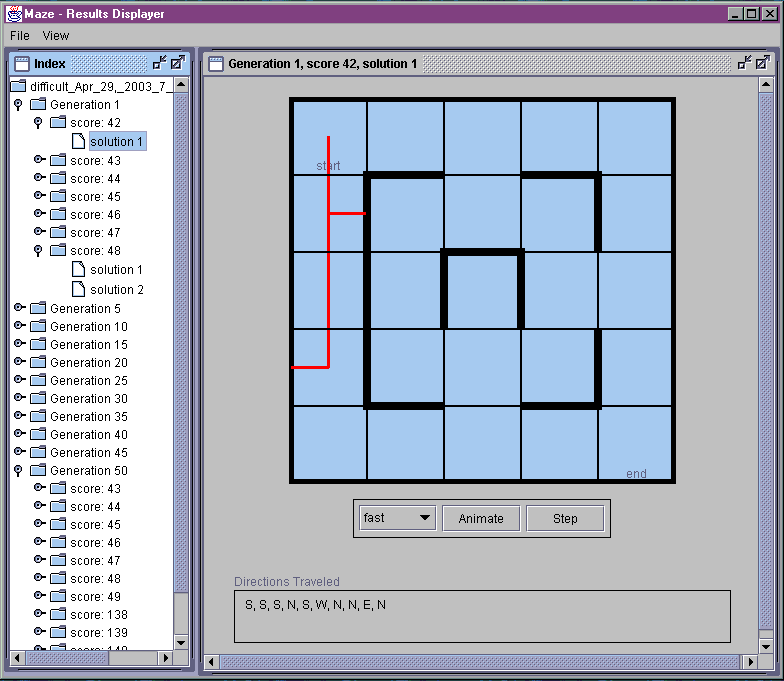 Maze - Results Displayer
File View
Index
difficult_Apr_29,_2003_7_
Generation 1
score: 42
solution 1
score: 43
score: 44
score: 45
score: 46
score: 47
score: 48
solution 1
solution 2
Generation 5
Generation 10
Generation 15
Generation 20
Generation 25
Generation 30
Generation 35
Generation 40
Generation 45
Generation 50
score: 43
score: 44
score: 45
score: 46
score: 47
score: 48
score: 49
score: 138
score: 139
Generation 1, score 42, solution 1
start
end
fast Animate Step
Directions Traveled
S, S, S, N, S, W, N, N, E, N